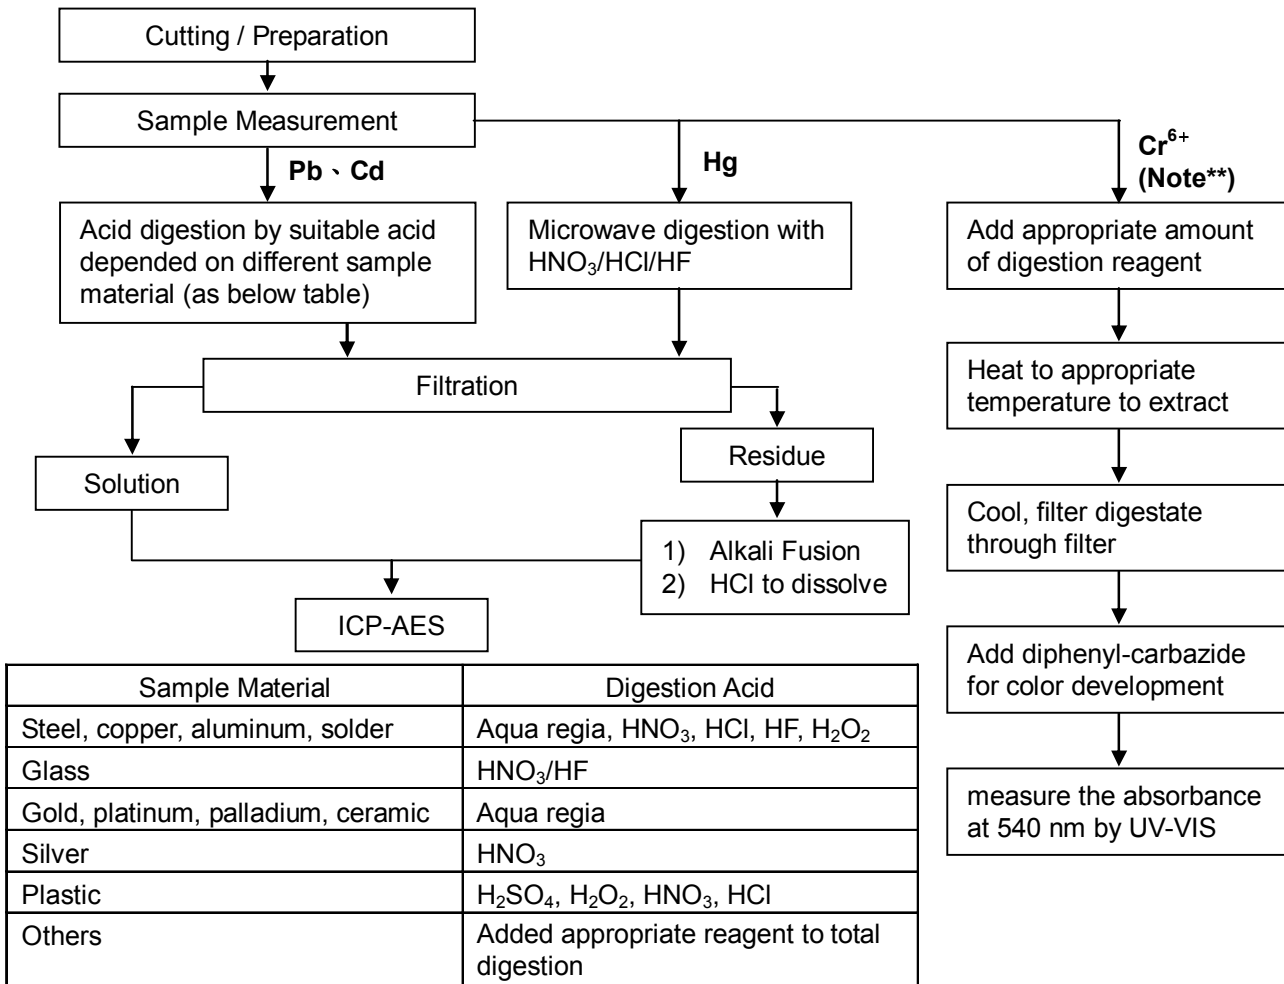 Cutting / Preparation
Sample Measurement
Pb、Cd
Hg
Cr⁶⁺
(Note**)
Acid digestion by suitable acid
depended on different sample
material (as below table)
Microwave digestion with
HNO₃/HCl/HF
Add appropriate amount
of digestion reagent
Filtration
Heat to appropriate
temperature to extract
Solution
Residue
1) Alkali Fusion
2) HCl to dissolve
Cool, filter digestate
through filter
ICP-AES
Add diphenyl-carbazide
for color development
measure the absorbance
at 540 nm by UV-VIS
Sample Material
Digestion Acid
Steel, copper, aluminum, solder
Aqua regia, HNO₃, HCl, HF, H₂O₂
Glass
HNO₃/HF
Gold, platinum, palladium, ceramic
Aqua regia
Silver
HNO₃
Plastic
H₂SO₄, H₂O₂, HNO₃, HCl
Others
Added appropriate reagent to total
digestion